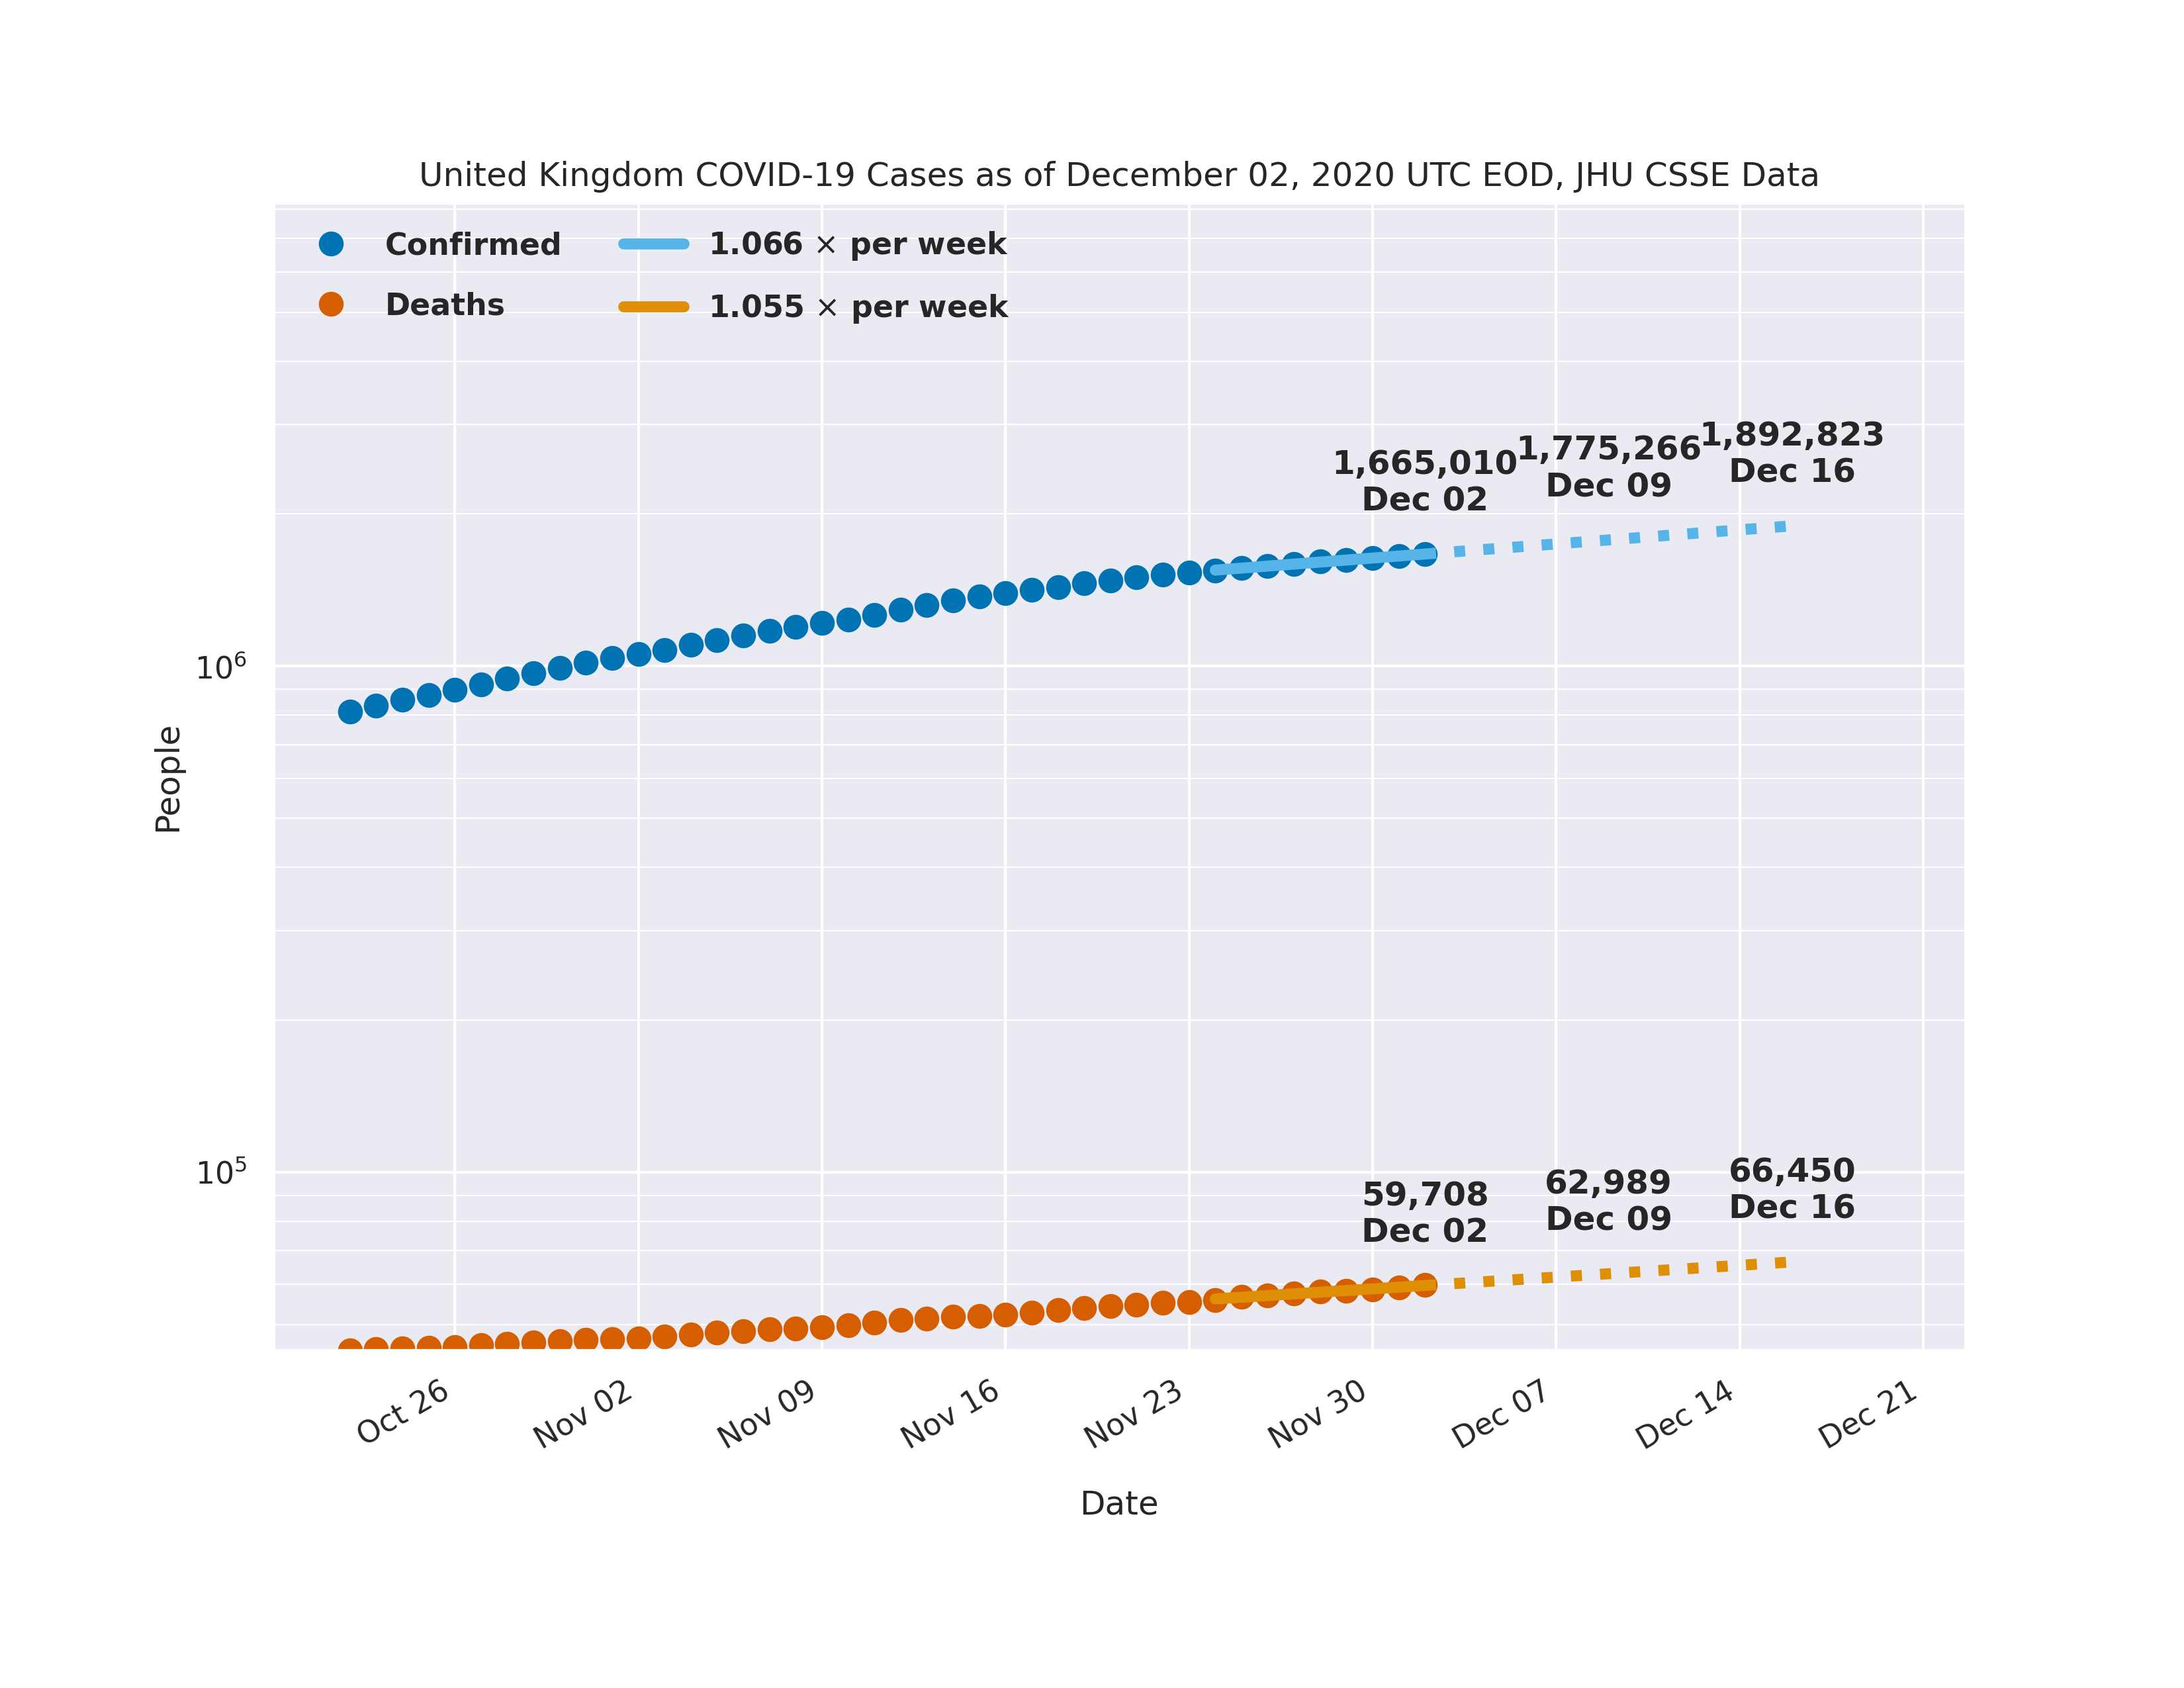 United Kingdom COVID-19 Cases as of December 02, 2020 UTC EOD, JHU CSSE Data
Confirmed
Deaths
1.066 × per week
1.055 × per week
1,665,010
Dec 02
1,775,266
Dec 09
1,892,823
Dec 16
10⁶
People
10⁵
59,708
Dec 02
62,989
Dec 09
66,450
Dec 16
Oct 26
Nov 02
Nov 09
Nov 16
Nov 23
Nov 30
Dec 07
Dec 14
Dec 21
Date